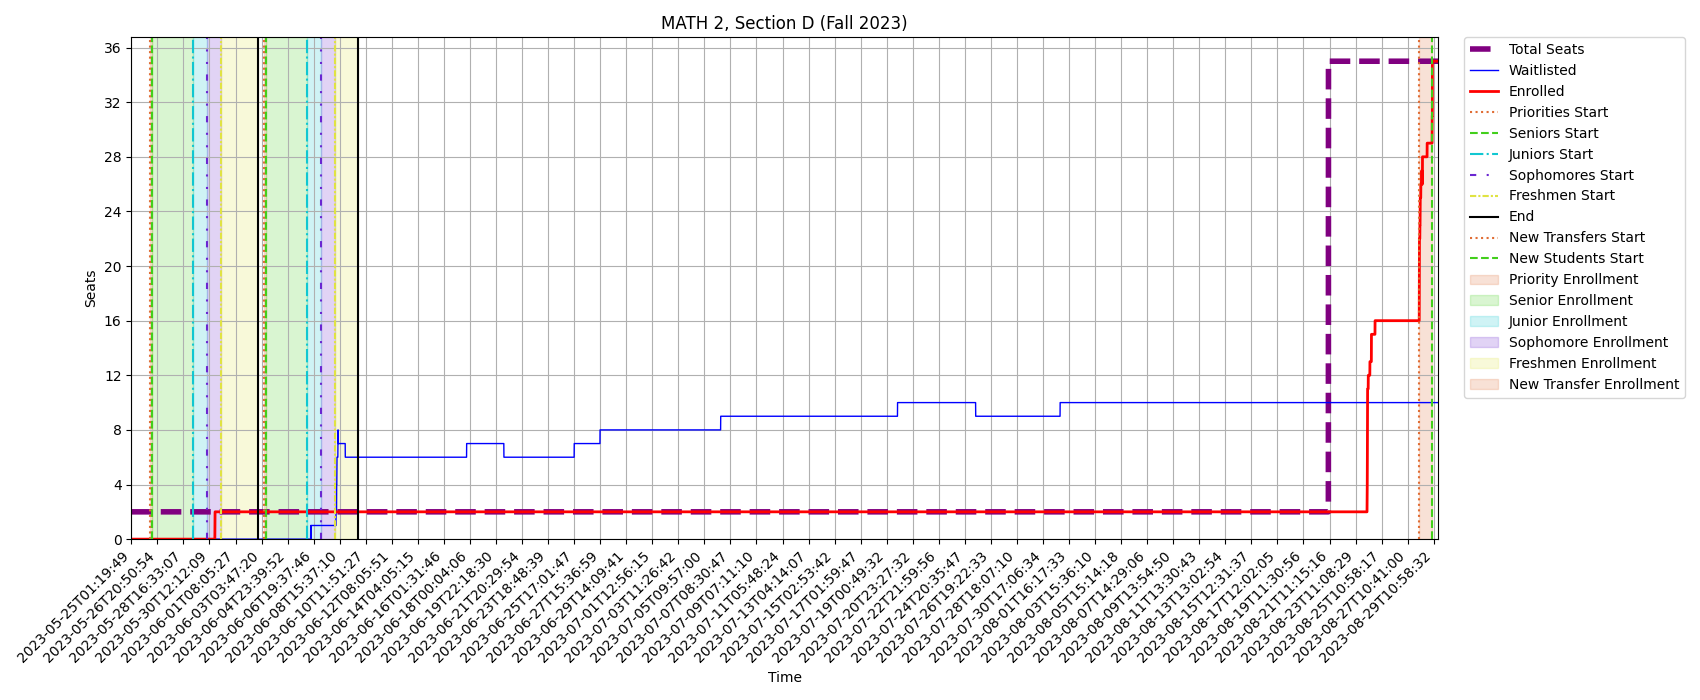 MATH 2, Section D (Fall 2023)
Seats
36
32
28
24
20
16
12
8
4
0
2023-05-25T01:19:49
2023-05-26T20:50:54
2023-05-28T16:33:07
2023-05-30T12:12:09
2023-06-01T08:05:27
2023-06-03T03:47:20
2023-06-04T23:39:52
2023-06-06T19:37:46
2023-06-08T15:37:10
2023-06-10T11:51:27
2023-06-12T08:05:51
2023-06-14T04:05:15
2023-06-16T01:31:46
2023-06-18T00:04:06
2023-06-19T22:18:30
2023-06-21T20:29:54
2023-06-23T18:48:39
2023-06-25T17:01:47
2023-06-27T15:36:59
2023-06-29T14:09:41
2023-07-01T12:56:15
2023-07-03T11:26:42
2023-07-05T09:57:00
2023-07-07T08:30:47
2023-07-09T07:11:10
2023-07-11T05:48:24
2023-07-13T04:14:07
2023-07-15T02:53:42
2023-07-17T01:59:47
2023-07-19T00:49:32
2023-07-20T23:27:32
2023-07-22T21:59:56
2023-07-24T20:35:47
2023-07-26T19:22:33
2023-07-28T18:07:10
2023-07-30T17:06:34
2023-08-01T16:17:33
2023-08-03T15:36:10
2023-08-05T15:14:18
2023-08-07T14:29:06
2023-08-09T13:54:50
2023-08-11T13:30:43
2023-08-13T13:02:54
2023-08-15T12:31:37
2023-08-17T12:02:05
2023-08-19T11:30:56
2023-08-21T11:15:16
2023-08-23T11:08:29
2023-08-25T10:58:17
2023-08-27T10:41:00
2023-08-29T10:58:32
Time
Total Seats
Waitlisted
Enrolled
Priorities Start
Seniors Start
Juniors Start
Sophomores Start
Freshmen Start
End
New Transfers Start
New Students Start
Priority Enrollment
Senior Enrollment
Junior Enrollment
Sophomore Enrollment
Freshmen Enrollment
New Transfer Enrollment